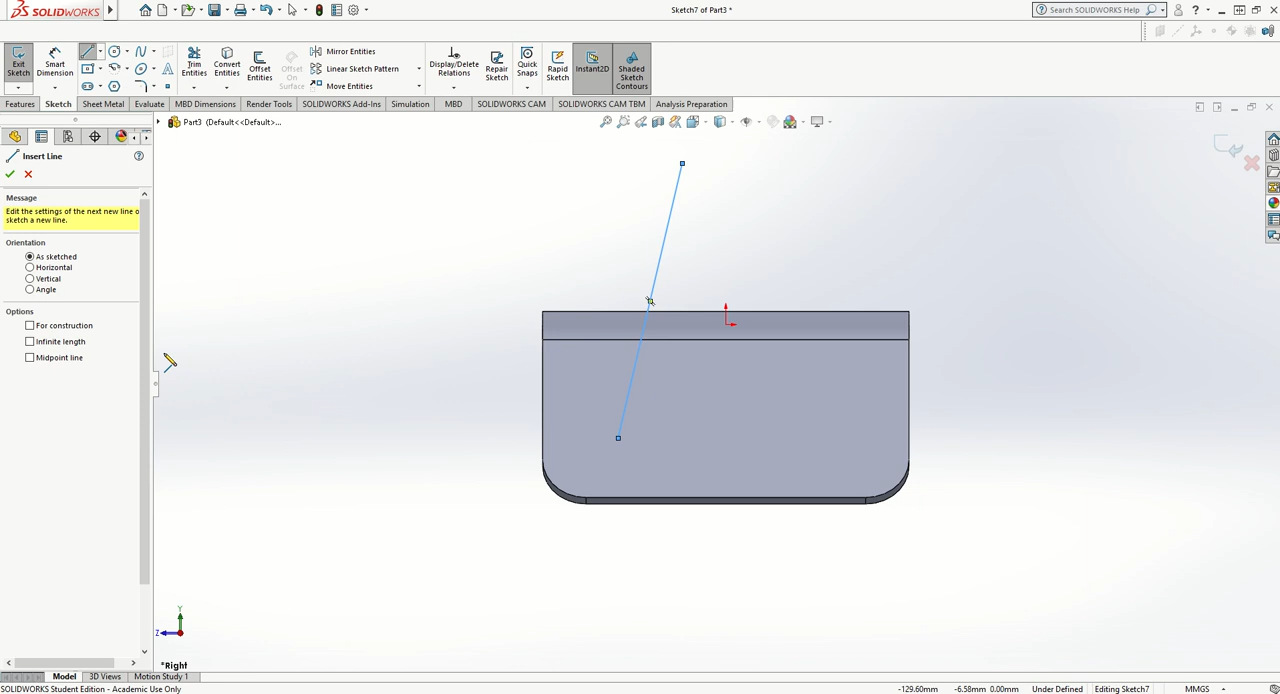 SOLIDWORKS
Sketch7 of Part3 *
Search SOLIDWORKS Help
Exit Sketch
Smart Dimension
Trim Entities
Convert Entities
Offset Entities
Offset On Surface
Mirror Entities
Linear Sketch Pattern
Move Entities
Display/Delete Relations
Repair Sketch
Quick Snaps
Rapid Sketch
Instant2D
Shaded Sketch Contours
Features
Sketch
Sheet Metal
Evaluate
MBD Dimensions
Render Tools
SOLIDWORKS Add-Ins
Simulation
MBD
SOLIDWORKS CAM
SOLIDWORKS CAM TBM
Analysis Preparation
Part3 (Default<<Default>...
Insert Line
Message
Edit the settings of the next new line o
sketch a new line.
Orientation
As sketched
Horizontal
Vertical
Angle
Options
For construction
Infinite length
Midpoint line
Y
Z
*Right
Model
3D Views
Motion Study 1
SOLIDWORKS Student Edition - Academic Use Only
-129.60mm
-6.58mm 0.00mm
Under Defined
Editing Sketch7
MMGS